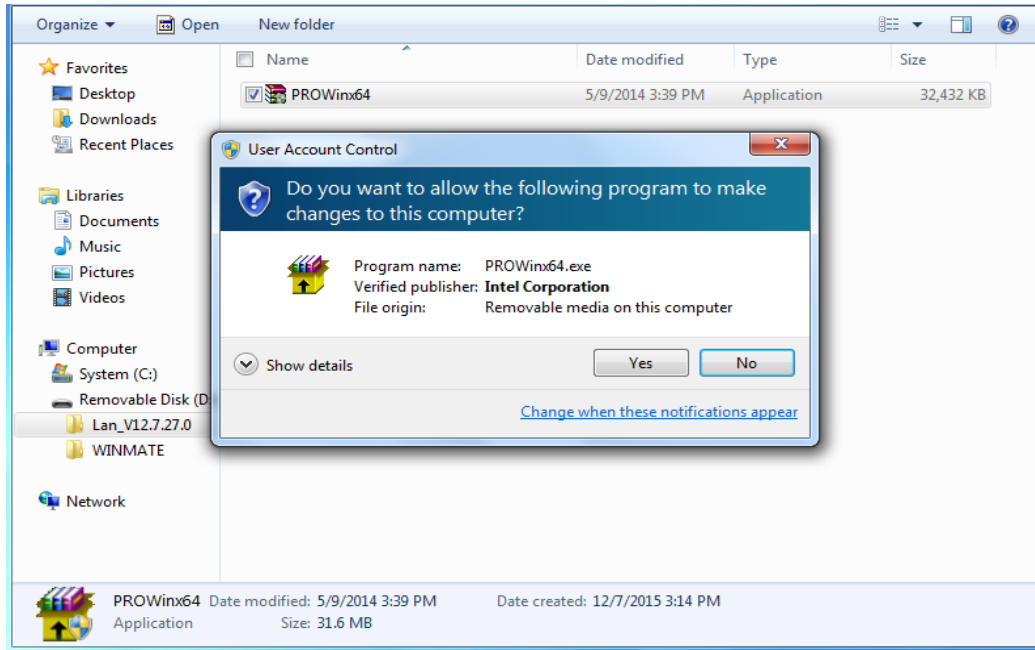 Organize Open New folder
Name Date modified Type Size
PROWinx64 5/9/2014 3:39 PM Application 32,432 KB
Favorites
Desktop
Downloads
Recent Places
Libraries
Documents
Music
Pictures
Videos
Computer
System (C:)
Removable Disk (D
Lan_V12.7.27.0
WINMATE
Network
User Account Control
Do you want to allow the following program to make
changes to this computer?
Program name: PROWinx64.exe
Verified publisher: Intel Corporation
File origin: Removable media on this computer
Show details Yes No
Change when these notifications appear
PROWinx64 Date modified: 5/9/2014 3:39 PM Date created: 12/7/2015 3:14 PM
Application Size: 31.6 MB